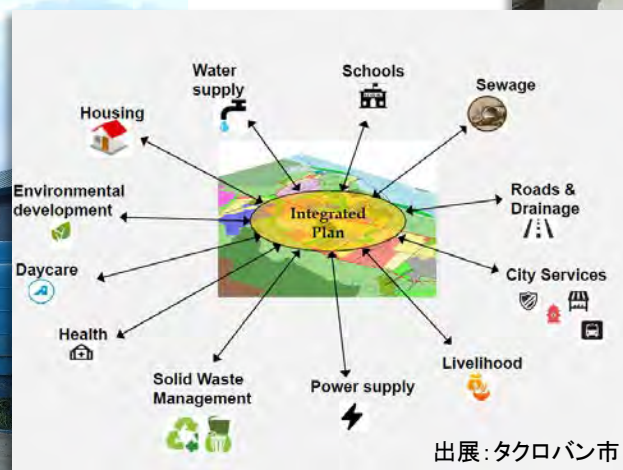 Water
supply
Schools
Sewage
Housing
Environmental
development
Integrated
Plan
Roads &
Drainage
Daycare
City Services
Health
Livelihood
Solid Waste
Management
Power supply
出展：タクロバン市